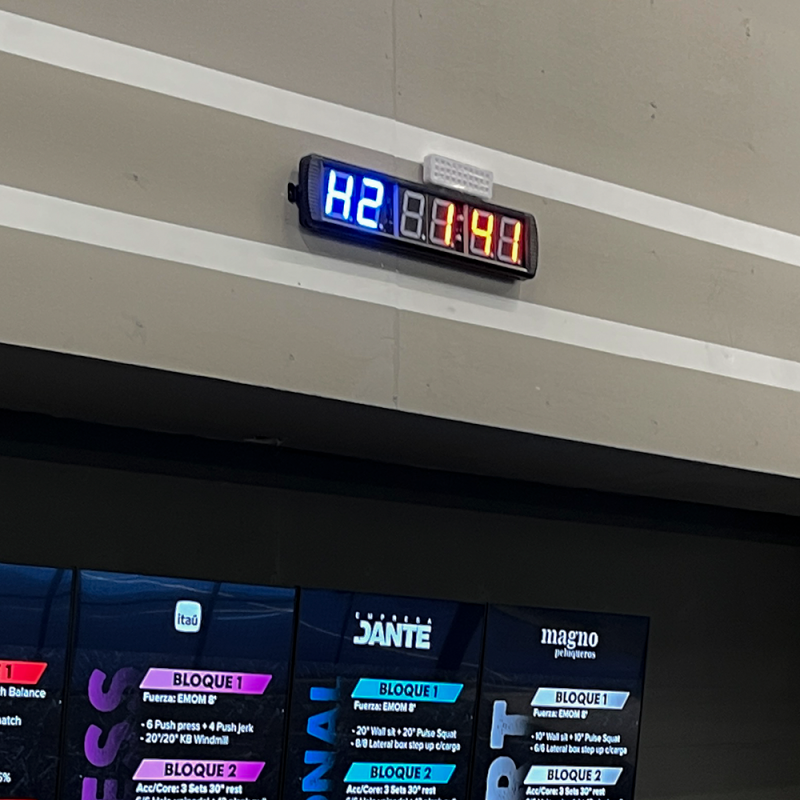 H2 1:41
1
h Balance
atch
5%
itaú
ESS
BLOQUE 1
Fuerza: EMOM 8'
- 6 Push press + 4 Push jerk
- 20"/20" KB Windmill
BLOQUE 2
Acc/Core: 3 Sets 30" rest
EMPRESA
DANTE
ONAL
BLOQUE 1
Fuerza: EMOM 8'
- 20" Wall sit + 20" Pulse Squat
- 8/8 Lateral box step up c/carga
BLOQUE 2
Acc/Core: 3 Sets 30" rest
magno
peluqueros
RT
BLOQUE 1
Fuerza: EMOM 8'
- 10" Wall sit + 10" Pulse Squat
- 6/6 Lateral box step up c/carga
BLOQUE 2
Acc/Core: 3 Sets 30" rest